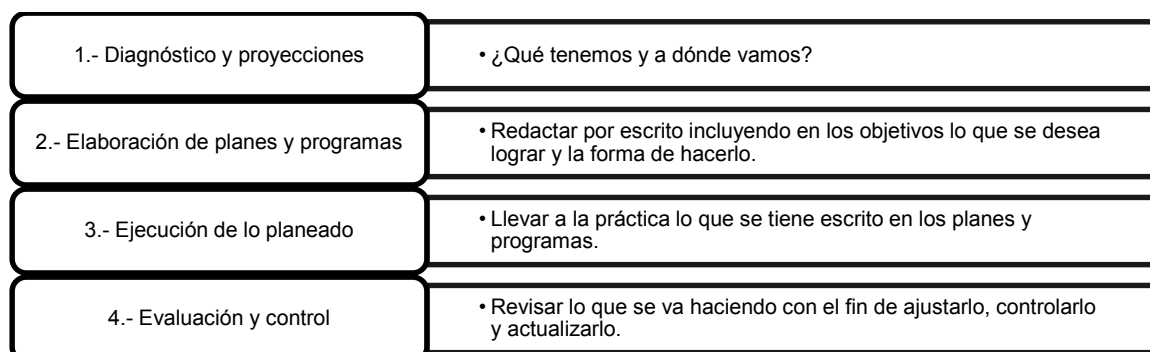 1.- Diagnóstico y proyecciones
• ¿Qué tenemos y a dónde vamos?
2.- Elaboración de planes y programas
• Redactar por escrito incluyendo en los objetivos lo que se desea
lograr y la forma de hacerlo.
3.- Ejecución de lo planeado
• Llevar a la práctica lo que se tiene escrito en los planes y
programas.
4.- Evaluación y control
• Revisar lo que se va haciendo con el fin de ajustarlo, controlarlo
y actualizarlo.